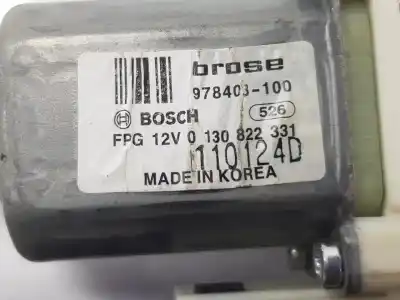 brose
978403-100
BOSCH 526
FPG 12V 0 130 822 331
110124D
MADE IN KOREA